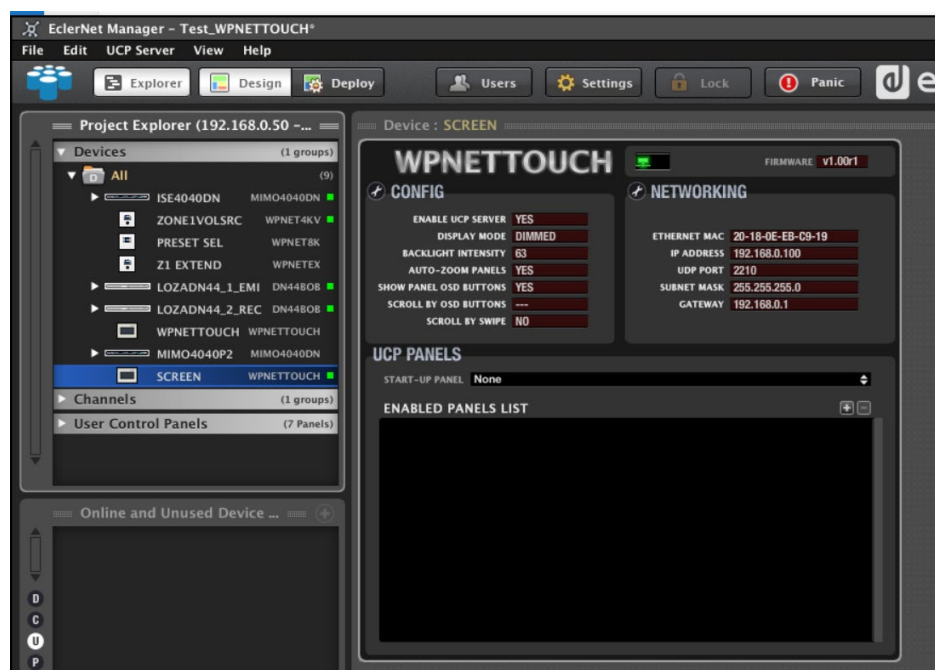 EclerNet Manager - Test_WPNETTOUCH*
File Edit UCP Server View Help
Explorer Design Deploy Users Settings Lock Panic
Project Explorer (192.168.0.50 -...
Device : SCREEN
Devices (1 groups)
All (9)
ISE4040DN MIMO4040DN
ZONE1VOLSRC WPNET4KV
PRESET SEL WPNET8K
Z1 EXTEND WPNETEX
LOZADN44_1_EMI DN44BOB
LOZADN44_2_REC DN44BOB
WPNETTOUCH WPNETTOUCH
MIMO4040P2 MIMO4040DN
SCREEN WPNETTOUCH
Channels (1 groups)
User Control Panels (7 Panels)
Online and Unused Device ...
D
C
U
P
WPNETTOUCH
FIRMWARE v1.00r1
CONFIG
ENABLE UCP SERVER YES
DISPLAY MODE DIMMED
BACKLIGHT INTENSITY 63
AUTO-ZOOM PANELS YES
SHOW PANEL OSD BUTTONS YES
SCROLL BY OSD BUTTONS ---
SCROLL BY SWIPE NO
NETWORKING
ETHERNET MAC 20-18-0E-EB-C9-19
IP ADDRESS 192.168.0.100
UDP PORT 2210
SUBNET MASK 255.255.255.0
GATEWAY 192.168.0.1
UCP PANELS
START-UP PANEL None
ENABLED PANELS LIST